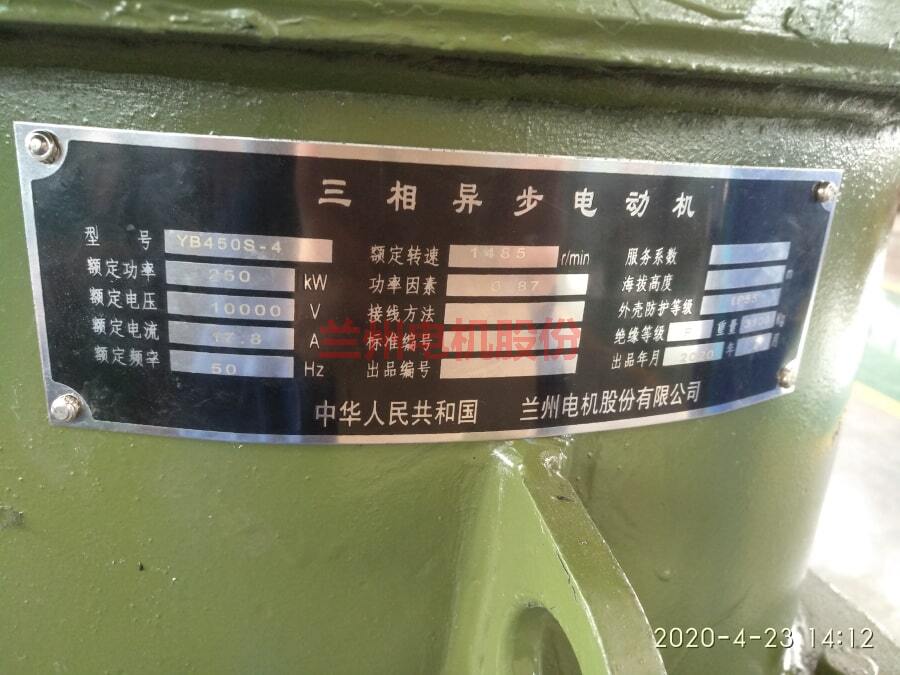 三相异步电动机
型号 YB450S-4
额定功率 250 kW
额定电压 10000 V
额定电流 17.8 A
额定频率 50 Hz
额定转速 1485 r/min
功率因素 0.87
接线方法
标准编号
出品编号
服务系数
海拔高度 m
外壳防护等级 IP55
绝缘等级 F 重量 kg
出品年月 2020 年 月
中华人民共和国 兰州电机股份有限公司
兰州电机股份
2020-4-23 14:12